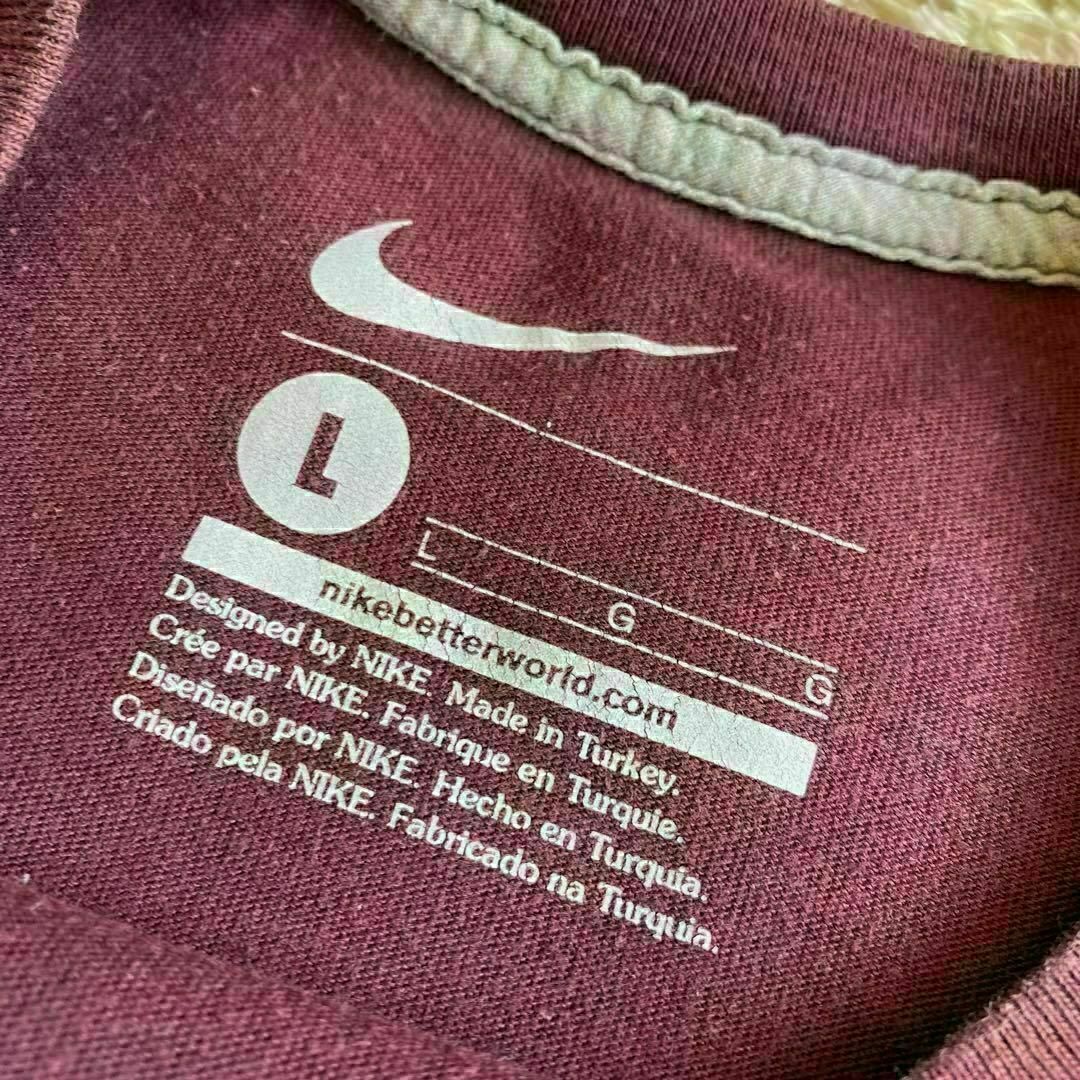 L
L G G
nikebetterworld.com
Designed by NIKE. Made in Turkey.
Crée par NIKE. Fabrique en Turquie.
Diseñado por NIKE. Hecho en Turquía.
Criado pela NIKE. Fabricado na Turquia.